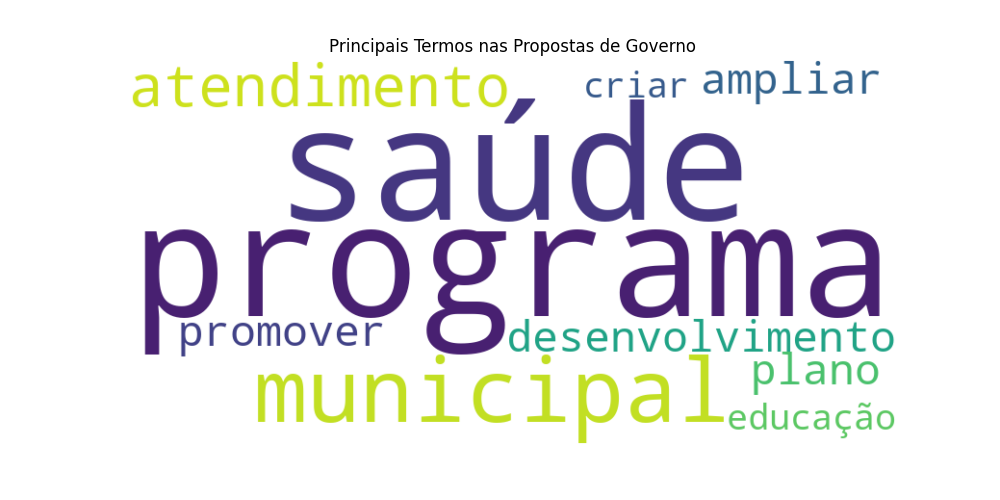 Principais Termos nas Propostas de Governo
atendimento criar ampliar
saúde
programa
promover desenvolvimento
municipal plano
educação